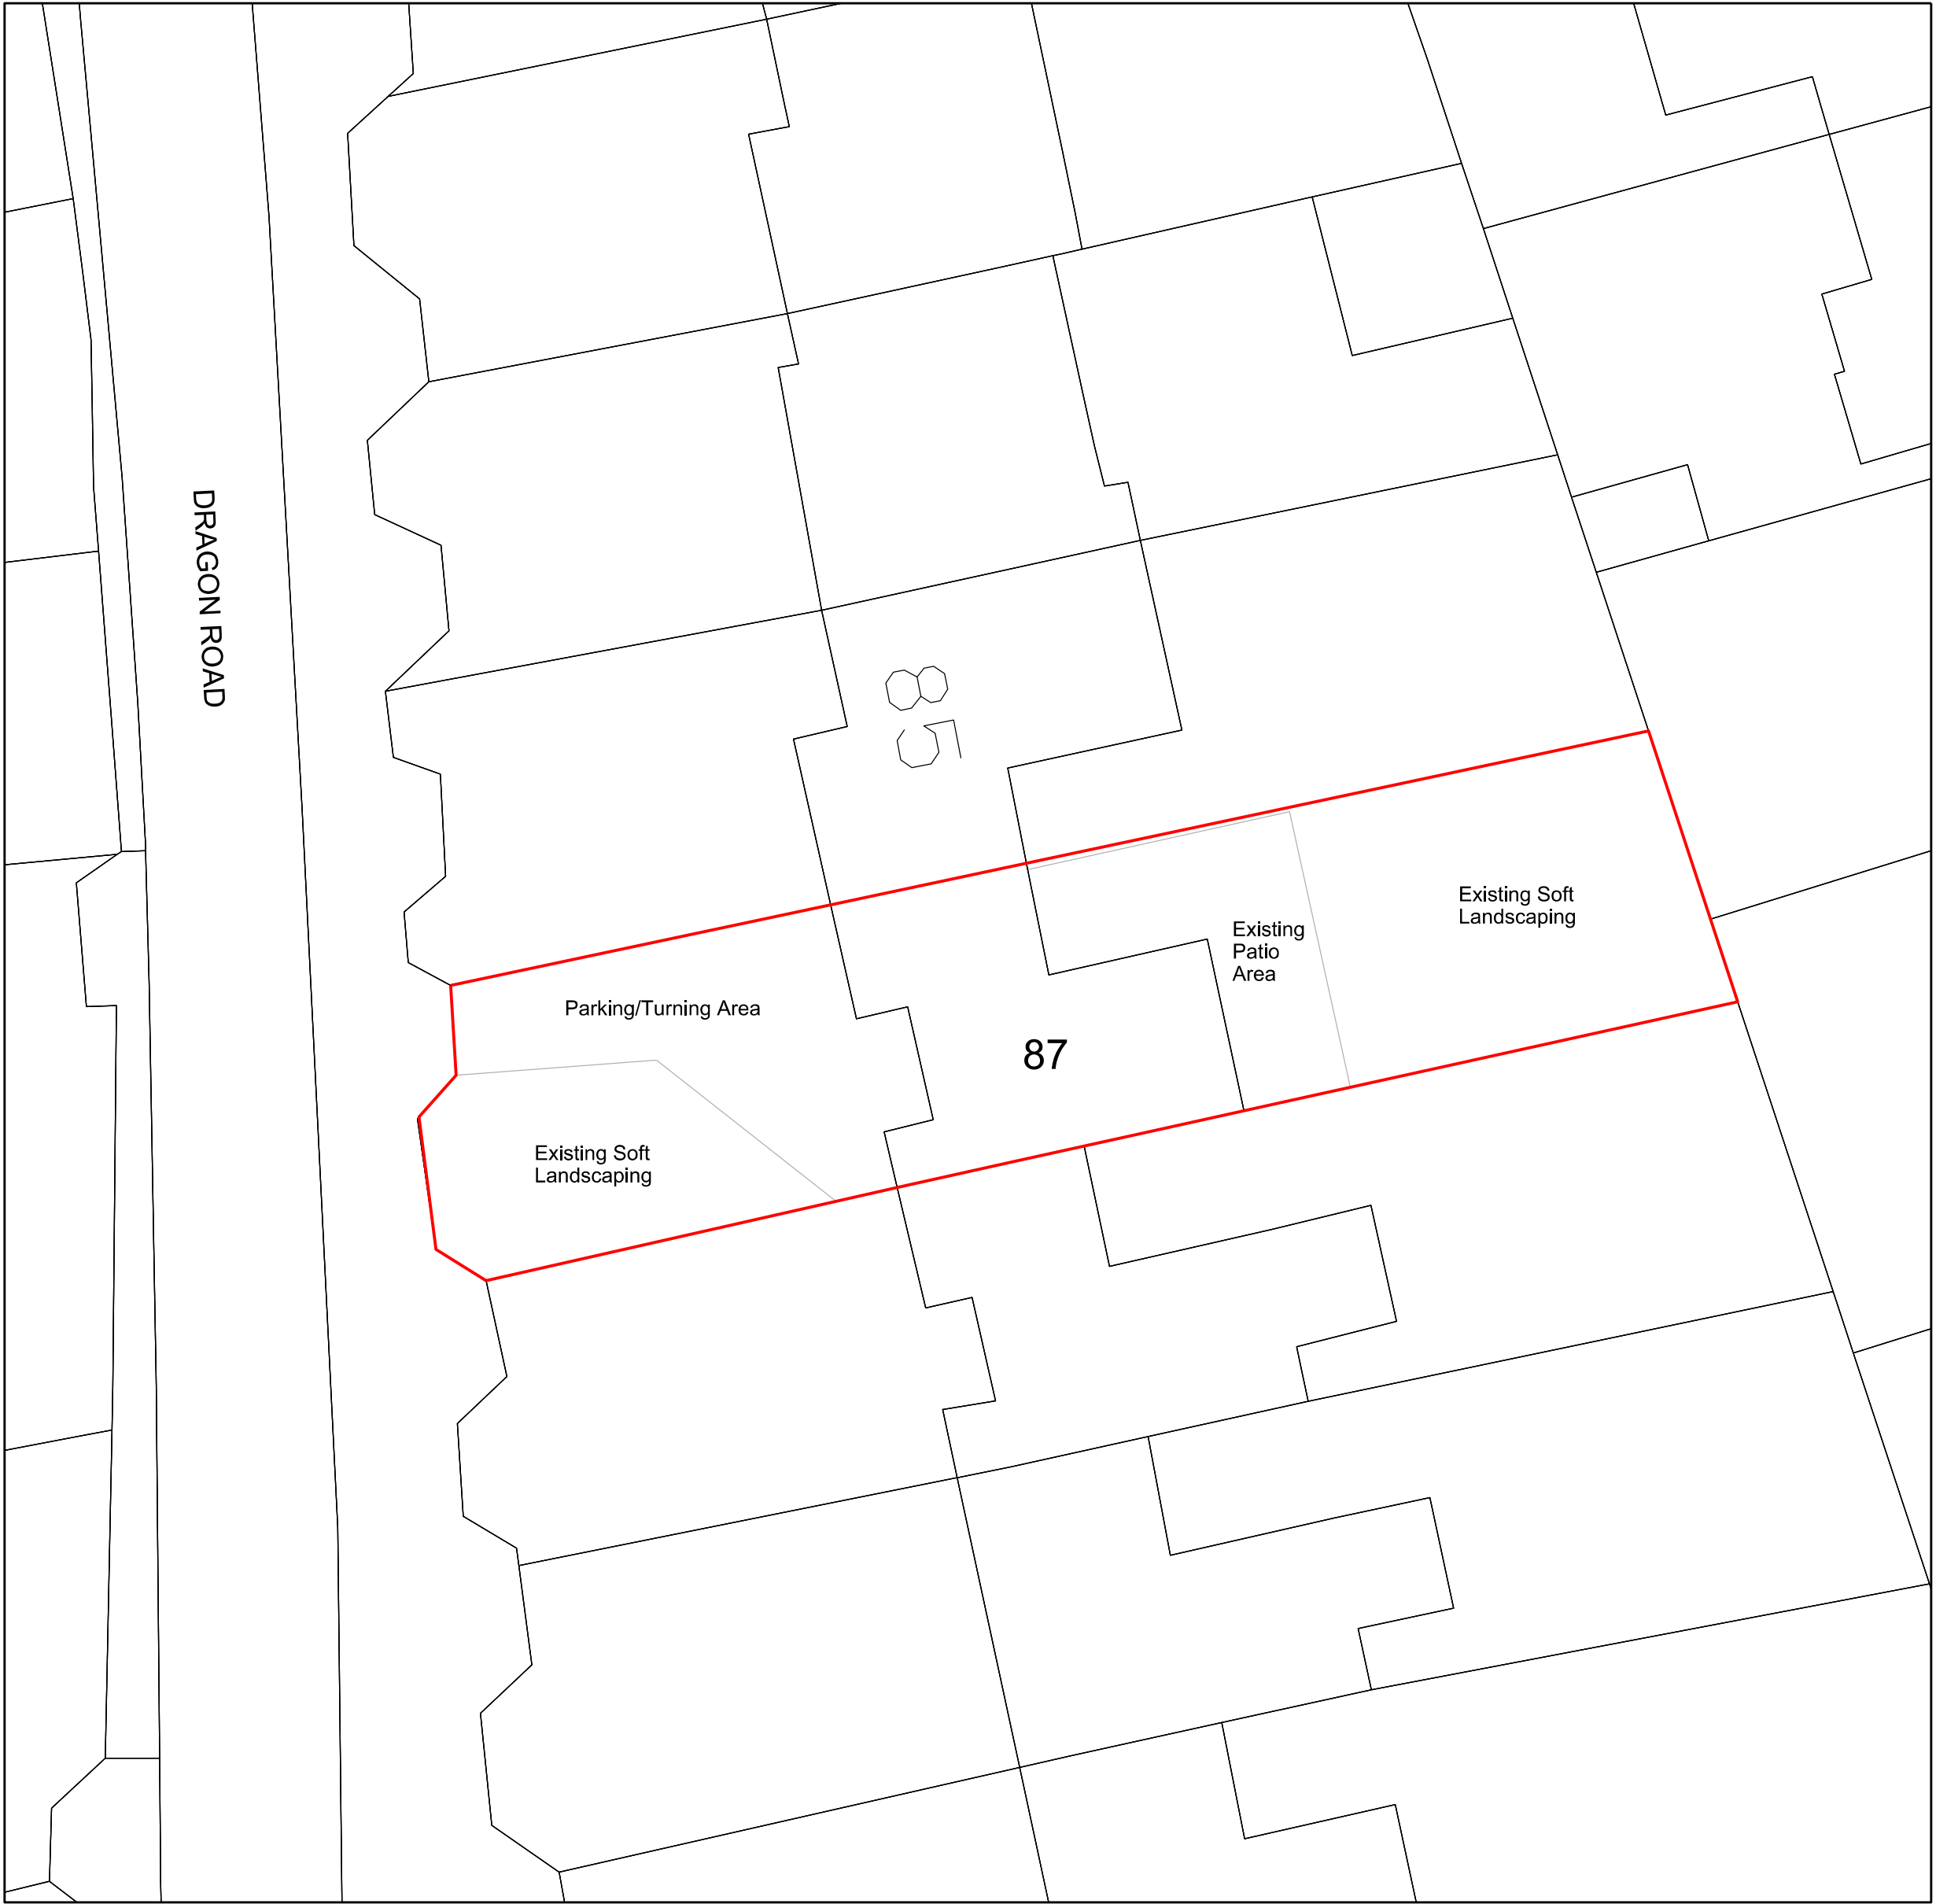 DRAGON ROAD
85
Existing Soft
Landscaping
Existing
Patio
Area
Parking/Turning Area
87
Existing Soft
Landscaping